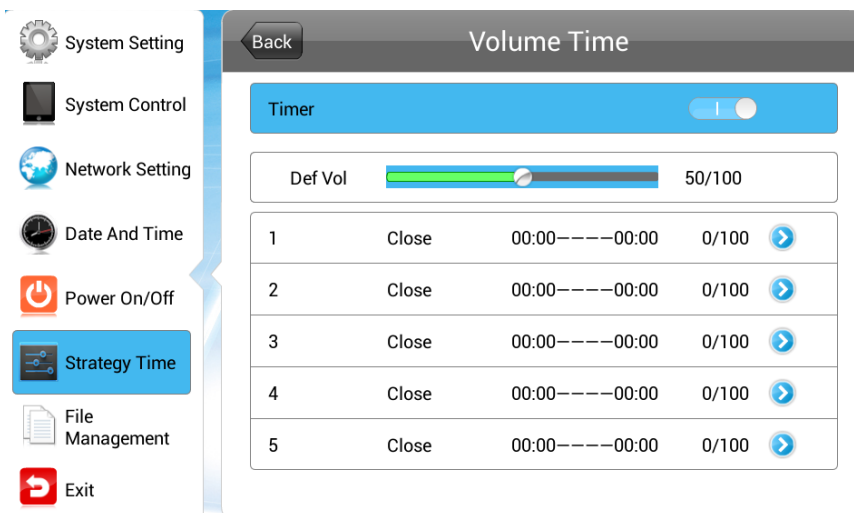 System Setting
System Control
Network Setting
Date And Time
Power On/Off
Strategy Time
File
Management
Exit
Back
Volume Time
Timer
Def Vol 50/100
1 Close 00:00————00:00 0/100
2 Close 00:00————00:00 0/100
3 Close 00:00————00:00 0/100
4 Close 00:00————00:00 0/100
5 Close 00:00————00:00 0/100